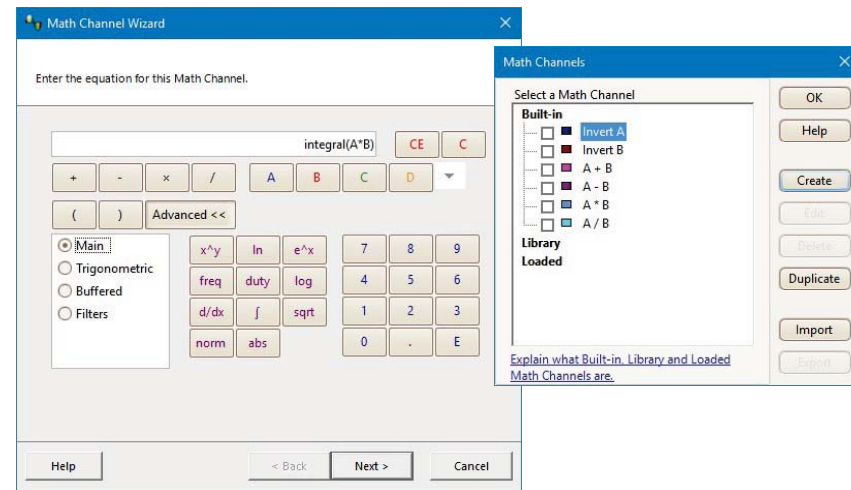 Math Channel Wizard
Enter the equation for this Math Channel.
integral(A*B) CE C
+ - × / A B C D
( ) Advanced <<
Main
Trigonometric
Buffered
Filters
x^y ln e^x 7 8 9
freq duty log 4 5 6
d/dx ∫ sqrt 1 2 3
norm abs 0 . E
Help < Back Next > Cancel
Math Channels
Select a Math Channel
Built-in
Invert A
Invert B
A + B
A - B
A * B
A / B
Library
Loaded
Explain what Built-in, Library and Loaded
Math Channels are.
OK
Help
Create
Edit
Delete
Duplicate
Import
Export